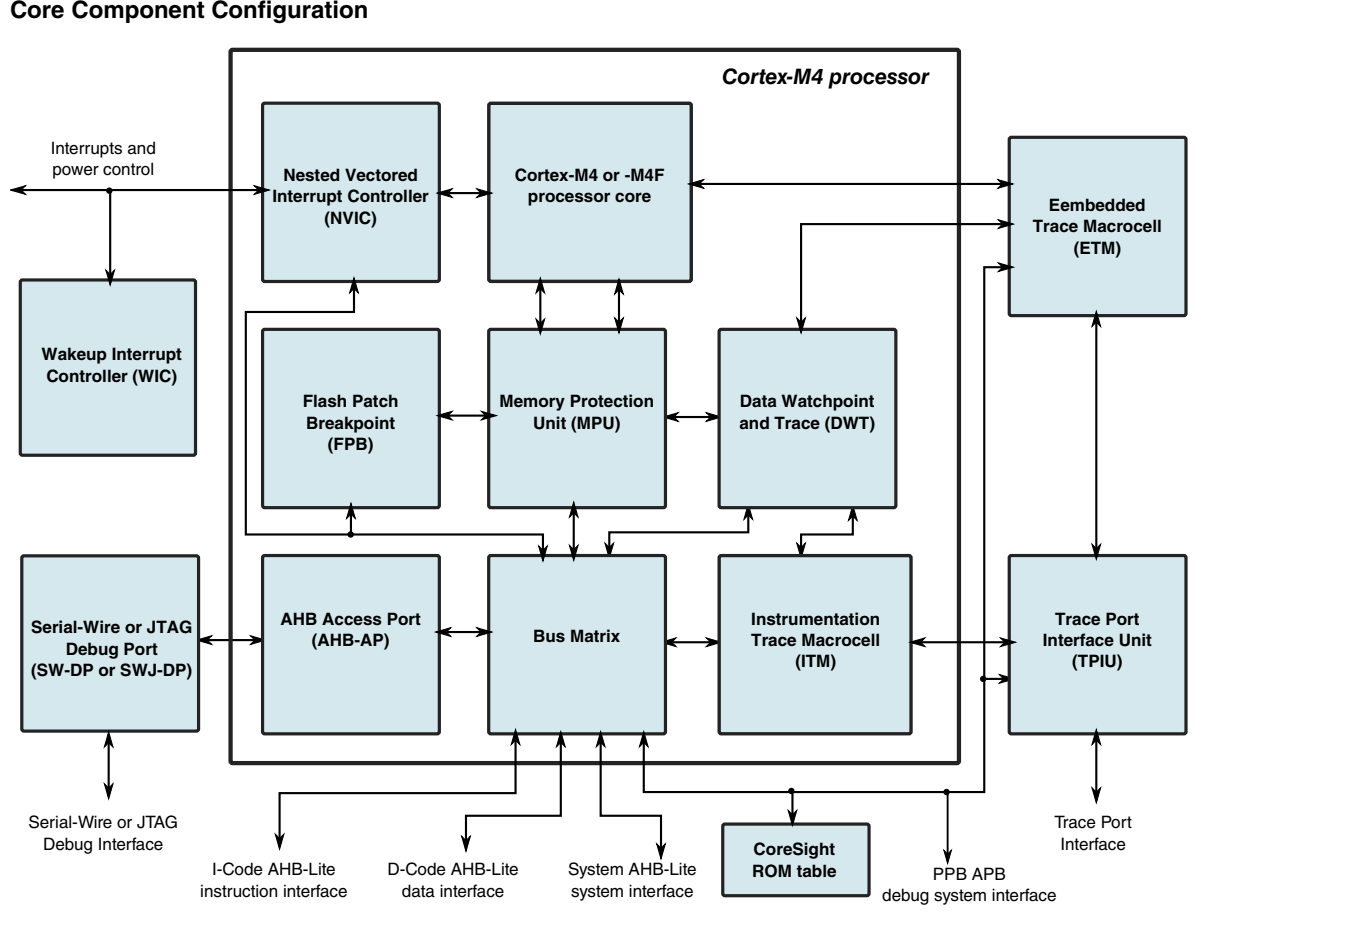 Core Component Configuration
Cortex-M4 processor
Interrupts and
power control
Nested Vectored
Interrupt Controller
(NVIC)
Cortex-M4 or -M4F
processor core
Eembedded
Trace Macrocell
(ETM)
Wakeup Interrupt
Controller (WIC)
Flash Patch
Breakpoint
(FPB)
Memory Protection
Unit (MPU)
Data Watchpoint
and Trace (DWT)
Serial-Wire or JTAG
Debug Port
(SW-DP or SWJ-DP)
AHB Access Port
(AHB-AP)
Bus Matrix
Instrumentation
Trace Macrocell
(ITM)
Trace Port
Interface Unit
(TPIU)
Serial-Wire or JTAG
Debug Interface
I-Code AHB-Lite
instruction interface
D-Code AHB-Lite
data interface
System AHB-Lite
system interface
CoreSight
ROM table
PPB APB
debug system interface
Trace Port
Interface